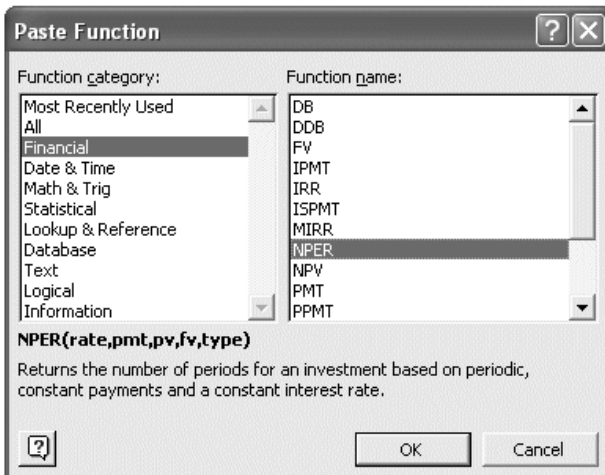 Paste Function
Function category:
Function name:
Most Recently Used
All
Financial
Date & Time
Math & Trig
Statistical
Lookup & Reference
Database
Text
Logical
Information
DB
DDB
FV
IPMT
IRR
ISPMT
MIRR
NPER
NPV
PMT
PPMT
NPER(rate,pmt,pv,fv,type)
Returns the number of periods for an investment based on periodic,
constant payments and a constant interest rate.
OK
Cancel